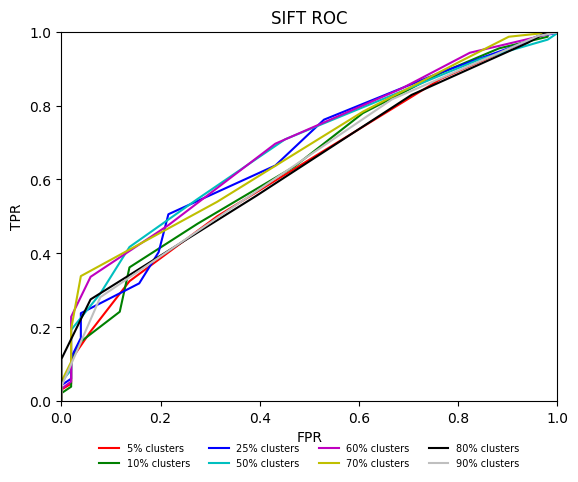 SIFT ROC
1.0
0.8
0.6
0.4
0.2
0.0
TPR
0.0 0.2 0.4 0.6 0.8 1.0
FPR
5% clusters 25% clusters 60% clusters 80% clusters
10% clusters 50% clusters 70% clusters 90% clusters